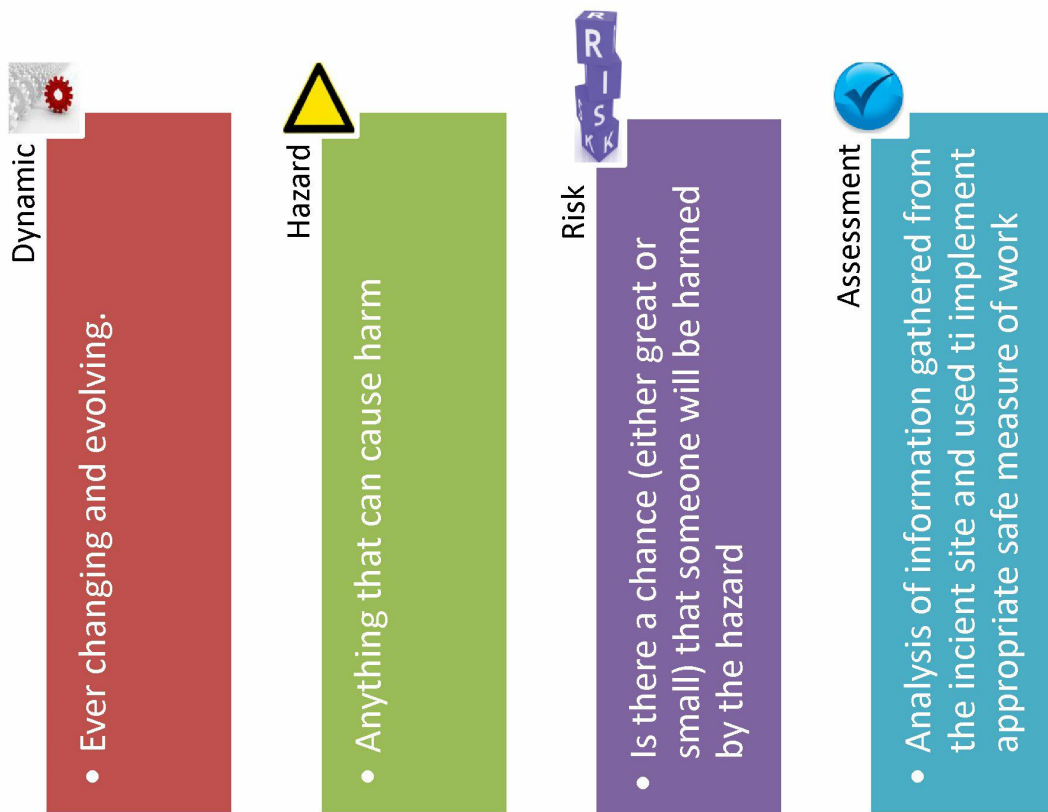 Dynamic
• Ever changing and evolving.
Hazard
• Anything that can cause harm
R
R
I
S
S
K
K
Risk
• Is there a chance (either great or
small) that someone will be harmed
by the hazard
Assessment
• Analysis of information gathered from
the incient site and used ti implement
appropriate safe measure of work